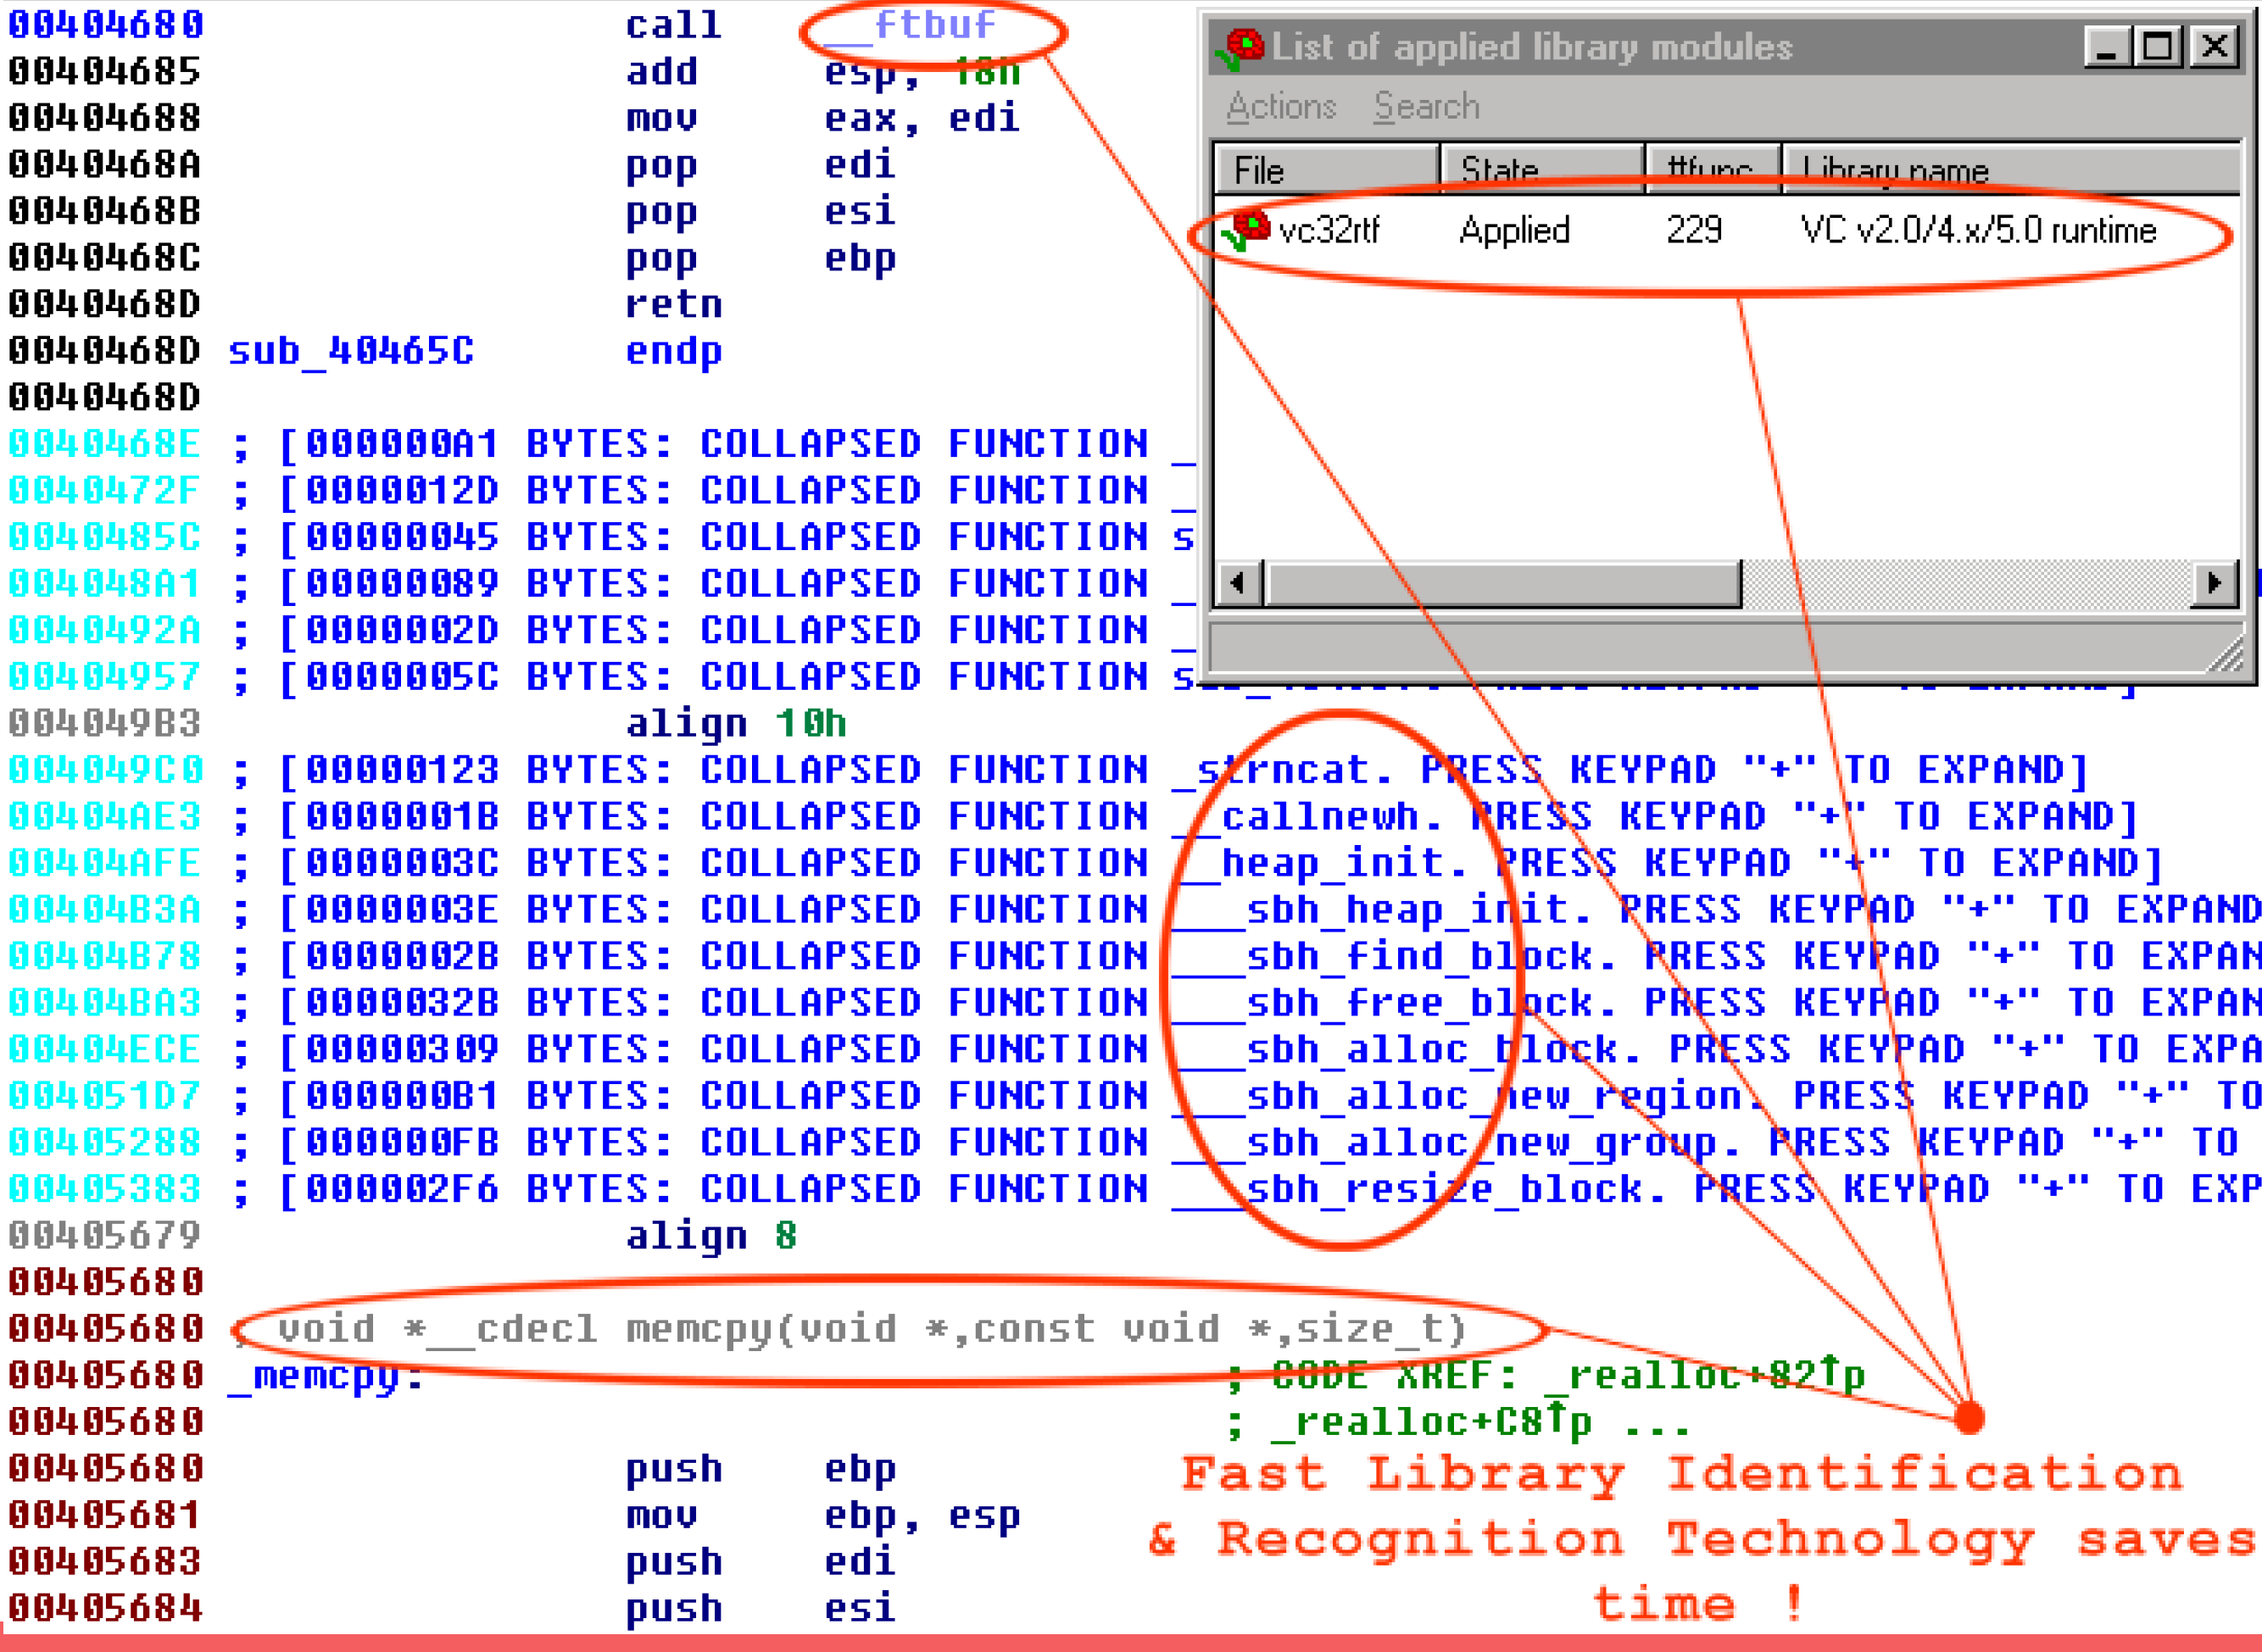 00404680 call __ftbuf
00404685 add esp, 18h
00404688 mov eax, edi
0040468A pop edi
0040468B pop esi
0040468C pop ebp
0040468D retn
0040468D sub_40465C endp
0040468D
0040468E ; [000000A1 BYTES: COLLAPSED FUNCTION _
0040472F ; [0000012D BYTES: COLLAPSED FUNCTION _
0040485C ; [00000045 BYTES: COLLAPSED FUNCTION s
004048A1 ; [00000089 BYTES: COLLAPSED FUNCTION _
0040492A ; [0000002D BYTES: COLLAPSED FUNCTION _
00404957 ; [0000005C BYTES: COLLAPSED FUNCTION
004049B3 align 10h
004049C0 ; [00000123 BYTES: COLLAPSED FUNCTION _strncat. PRESS KEYPAD "+" TO EXPAND]
00404AE3 ; [0000001B BYTES: COLLAPSED FUNCTION __callnewh. PRESS KEYPAD "+" TO EXPAND]
00404AFE ; [0000003C BYTES: COLLAPSED FUNCTION __heap_init. PRESS KEYPAD "+" TO EXPAND]
00404B3A ; [0000003E BYTES: COLLAPSED FUNCTION ___sbh_heap_init. PRESS KEYPAD "+" TO EXPAND
00404B78 ; [0000002B BYTES: COLLAPSED FUNCTION ___sbh_find_block. PRESS KEYPAD "+" TO EXPAN
00404BA3 ; [0000032B BYTES: COLLAPSED FUNCTION ___sbh_free_block. PRESS KEYPAD "+" TO EXPAN
00404ECE ; [00000309 BYTES: COLLAPSED FUNCTION ___sbh_alloc_block. PRESS KEYPAD "+" TO EXPA
004051D7 ; [000000B1 BYTES: COLLAPSED FUNCTION ___sbh_alloc_new_region. PRESS KEYPAD "+" TO
00405288 ; [000000FB BYTES: COLLAPSED FUNCTION ___sbh_alloc_new_group. PRESS KEYPAD "+" TO
00405383 ; [000002F6 BYTES: COLLAPSED FUNCTION ___sbh_resize_block. PRESS KEYPAD "+" TO EXP
00405679 align 8
00405680
00405680 ; void *__cdecl memcpy(void *,const void *,size_t)
00405680 _memcpy: ; CODE XREF: _realloc+82↑p
00405680 ; _realloc+C8↑p ...
00405680 push ebp
00405681 mov ebp, esp
00405683 push edi
00405684 push esi
List of applied library modules
Actions Search
File State #func Library name
vc32rtf Applied 229 VC v2.0/4.x/5.0 runtime
Fast Library Identification
& Recognition Technology saves
time !